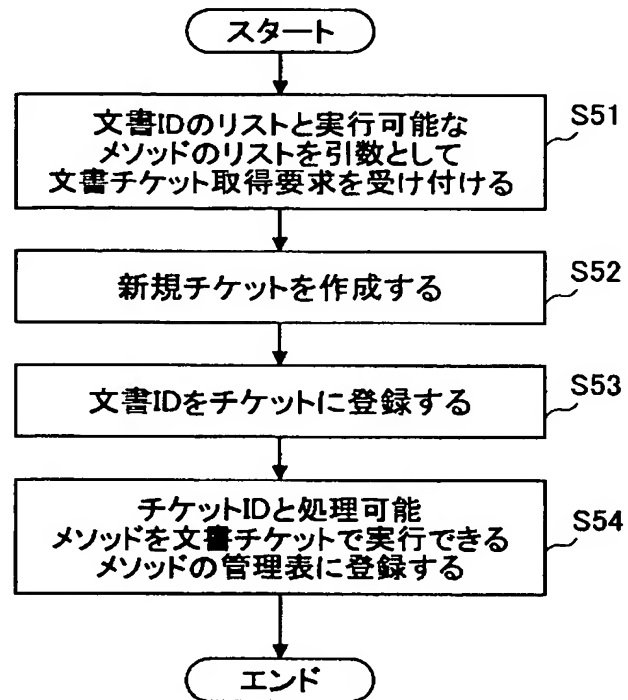 スタート
文書IDのリストと実行可能な
メソッドのリストを引数として
文書チケット取得要求を受け付ける
S51
新規チケットを作成する
S52
文書IDをチケットに登録する
S53
チケットIDと処理可能
メソッドを文書チケットで実行できる
メソッドの管理表に登録する
S54
エンド